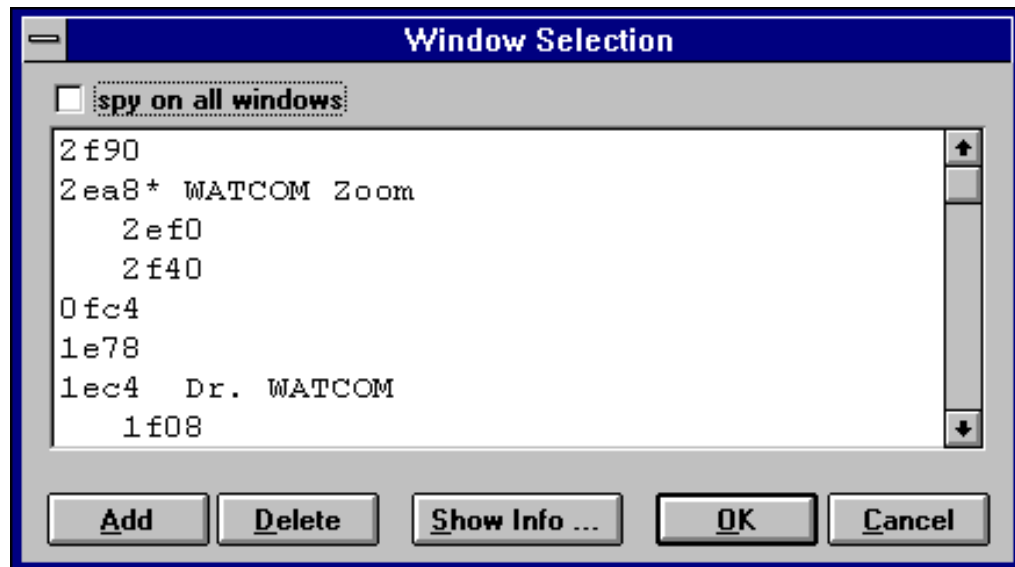 Window Selection
spy on all windows
2f90
2ea8* WATCOM Zoom
2ef0
2f40
0fc4
1e78
1ec4 Dr. WATCOM
1f08
Add Delete Show Info ... OK Cancel